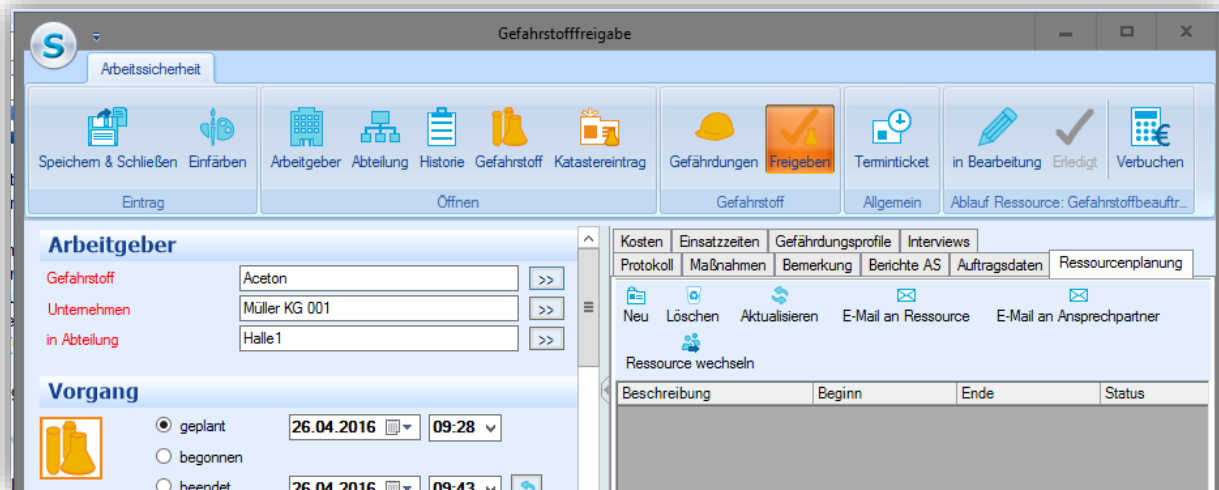 Gefahrstofffreigabe
S
Arbeitssicherheit
Speichern & Schließen Einfärben Arbeitgeber Abteilung Historie Gefahrstoff Katastereintrag Gefährdungen Freigeben Terminticket in Bearbeitung Erledigt Verbuchen
Eintrag Öffnen Gefahrstoff Allgemein Ablauf Ressource: Gefahrstoffbeauftr...
Arbeitgeber
Gefahrstoff Aceton >>
Unternehmen Müller KG 001 >>
in Abteilung Halle1 >>
Vorgang
geplant 26.04.2016 09:28
begonnen
beendet 26.04.2016 09:43
Kosten Einsatzzeiten Gefährdungsprofile Interviews
Protokoll Maßnahmen Bemerkung Berichte AS Auftragsdaten Ressourcenplanung
Neu Löschen Aktualisieren E-Mail an Ressource E-Mail an Ansprechpartner
Ressource wechseln
Beschreibung Beginn Ende Status